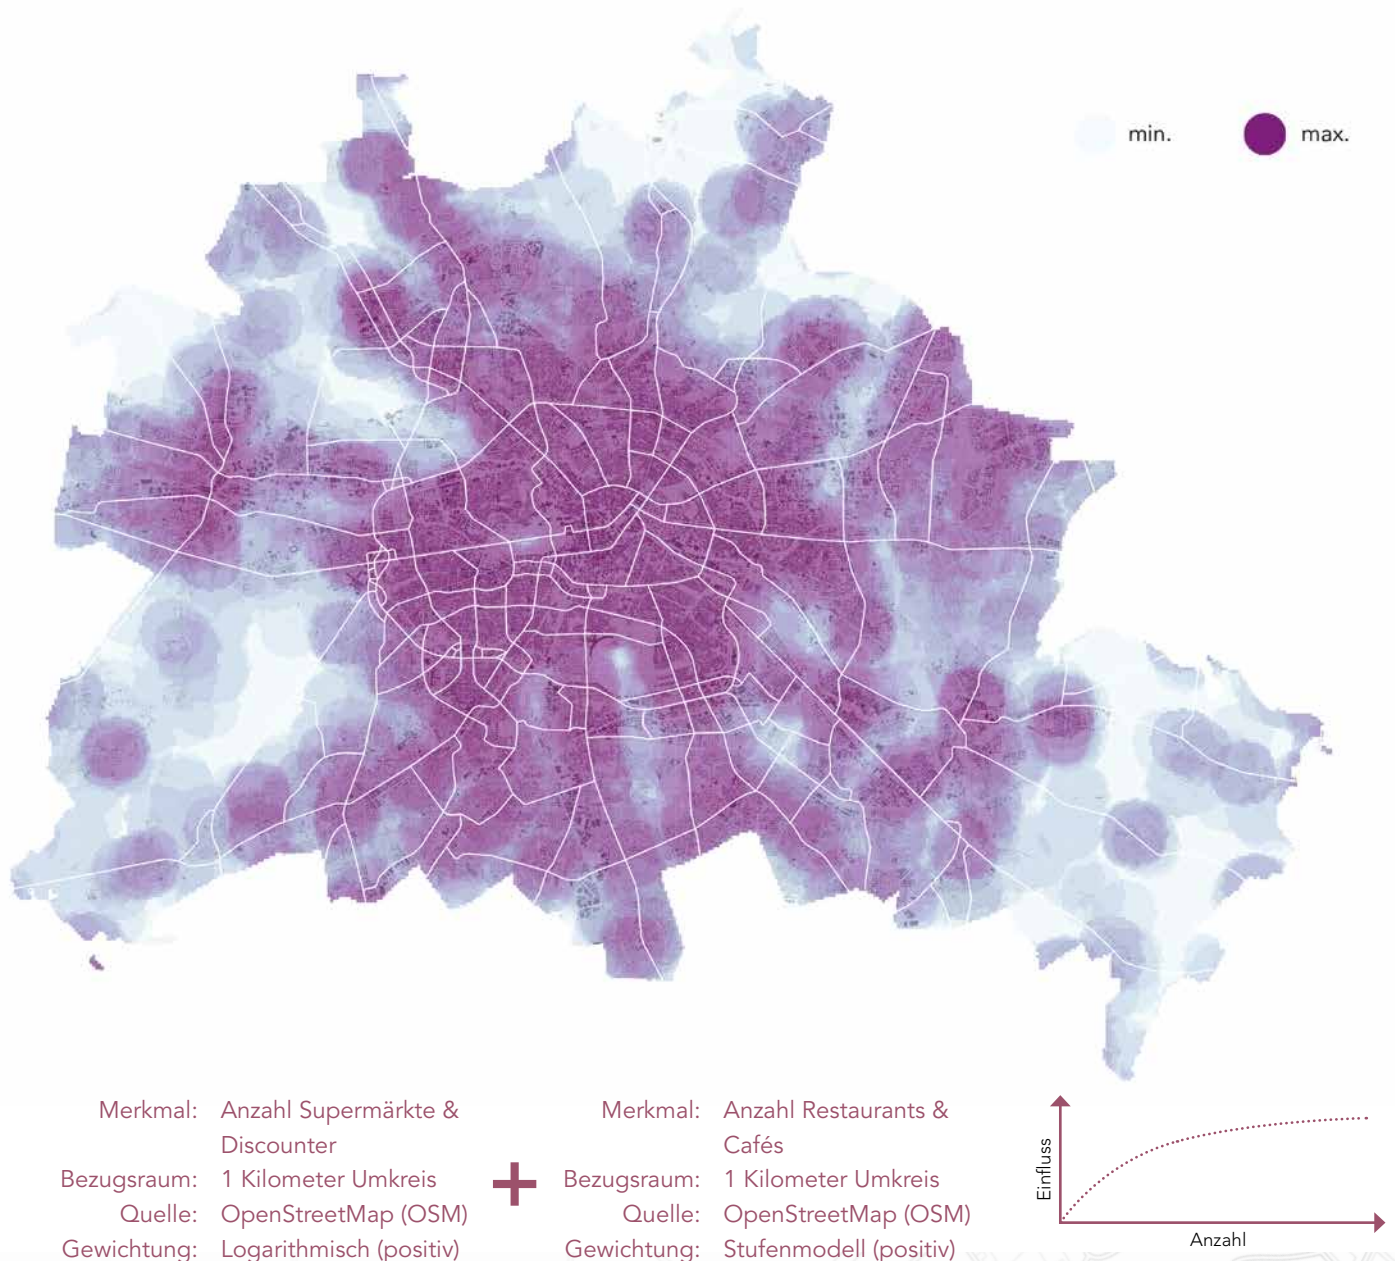 min.
max.
Merkmal: Anzahl Supermärkte &
Discounter
Bezugsraum: 1 Kilometer Umkreis
Quelle: OpenStreetMap (OSM)
Gewichtung: Logarithmisch (positiv)
+
Merkmal: Anzahl Restaurants &
Cafés
Bezugsraum: 1 Kilometer Umkreis
Quelle: OpenStreetMap (OSM)
Gewichtung: Stufenmodell (positiv)
Einfluss
Anzahl